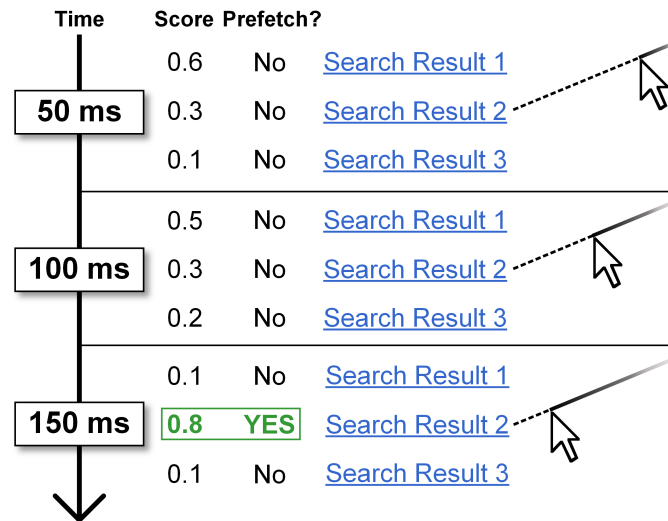 Time Score Prefetch?
0.6 No Search Result 1
50 ms 0.3 No Search Result 2
0.1 No Search Result 3
0.5 No Search Result 1
100 ms 0.3 No Search Result 2
0.2 No Search Result 3
0.1 No Search Result 1
150 ms 0.8 YES Search Result 2
0.1 No Search Result 3